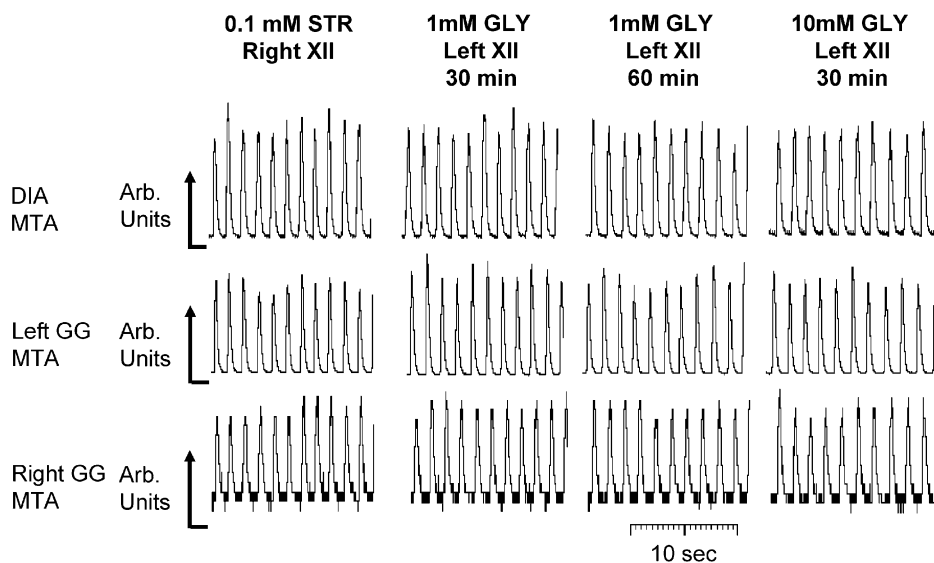 0.1 mM STR
Right XII
1mM GLY
Left XII
30 min
1mM GLY
Left XII
60 min
10mM GLY
Left XII
30 min
DIA
MTA
Arb.
Units
Left GG
MTA
Arb.
Units
Right GG
MTA
Arb.
Units
10 sec